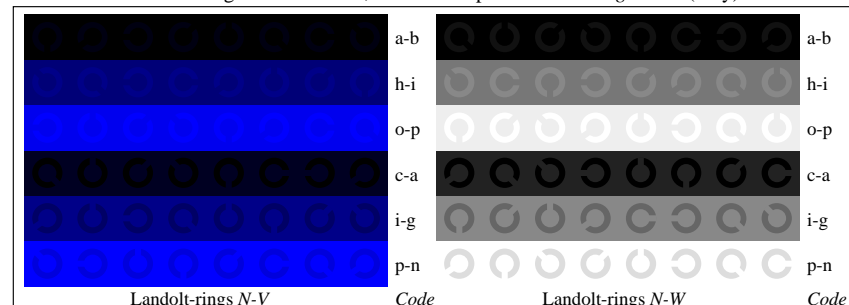 a-b a-b
h-i h-i
o-p o-p
c-a c-a
i-g i-g
p-n p-n
Landolt-rings N-V Code Landolt-rings N-W Code